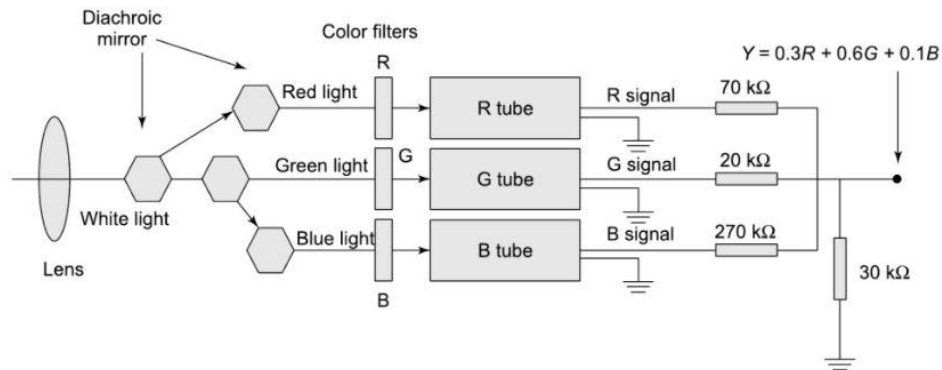 Diachroic
mirror
Color filters
Y = 0.3R + 0.6G + 0.1B
R
Red light
R tube
R signal
70 kΩ
Green light
G
G tube
G signal
20 kΩ
White light
Blue light
B tube
B signal
270 kΩ
Lens
B
30 kΩ